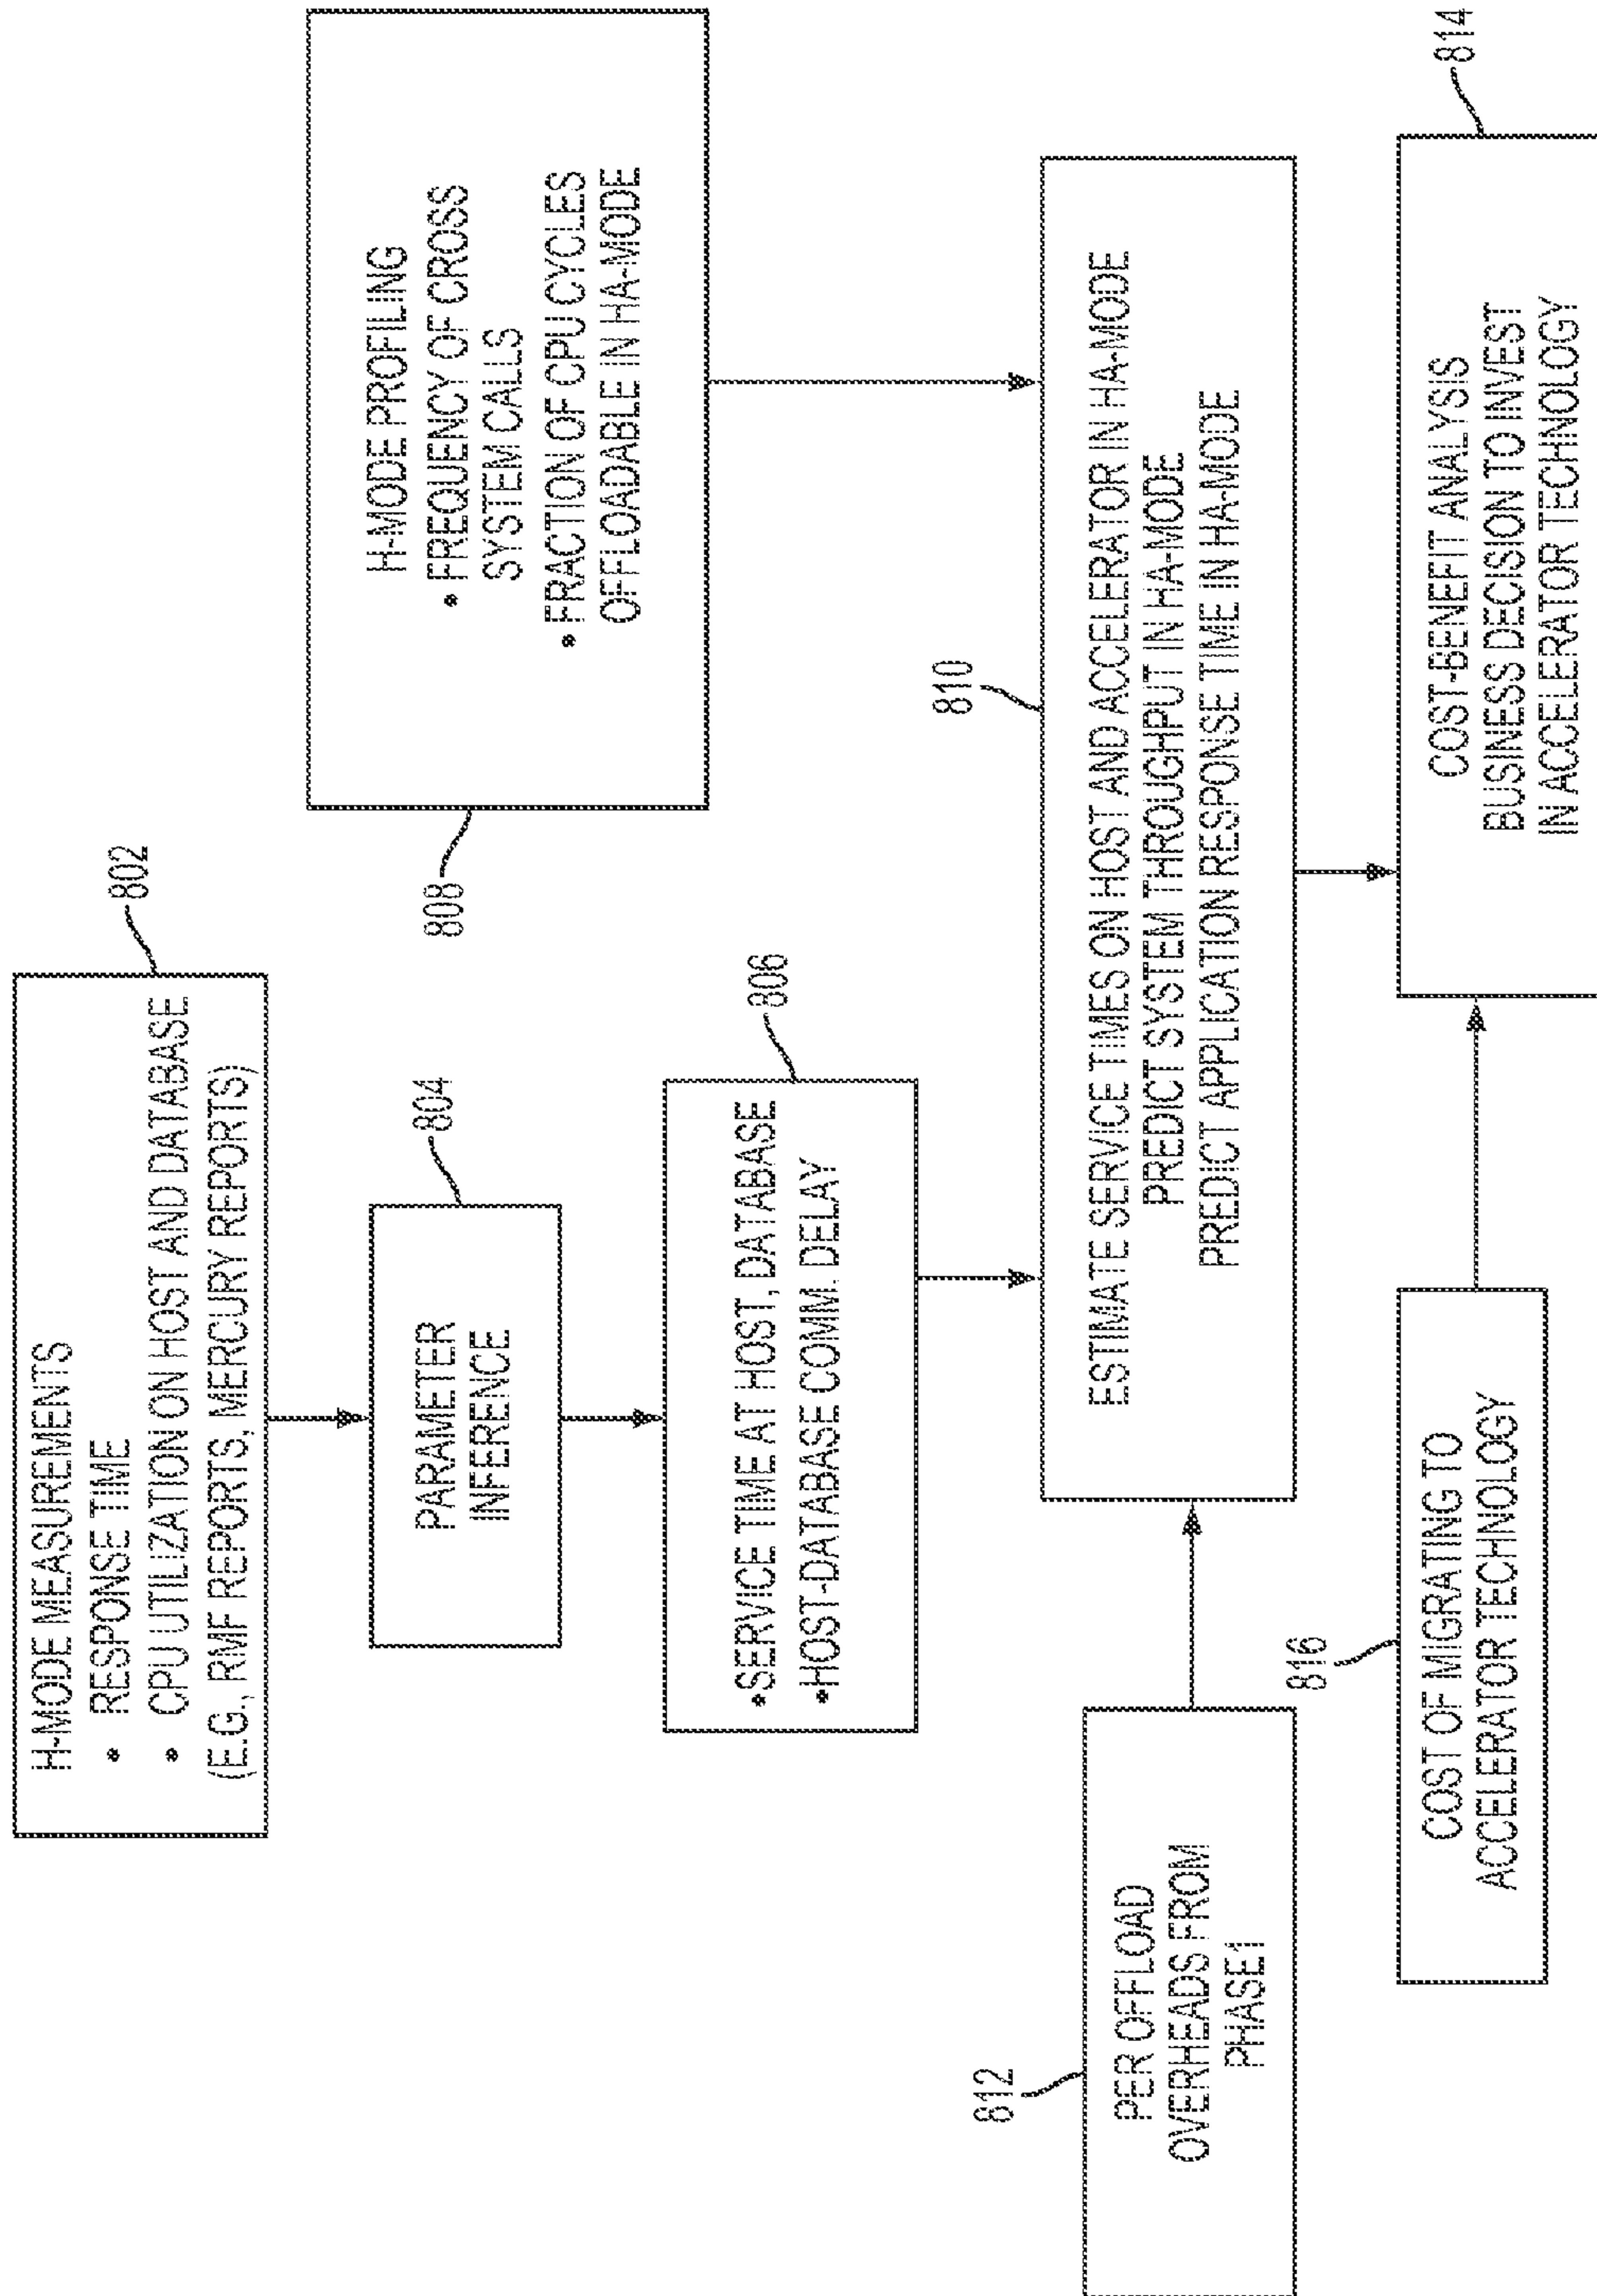 H-MODE MEASUREMENTS
• RESPONSE TIME
• CPU UTILIZATION ON HOST AND DATABASE
(E.G., RMF REPORTS, MERCURY REPORTS)
802
PARAMETER
INFERENCE
804
•SERVICE TIME AT HOST, DATABASE
•HOST-DATABASE COMM. DELAY
806
H-MODE PROFILING
• FREQUENCY OF CROSS
SYSTEM CALLS
• FRACTION OF CPU CYCLES
OFFLOADABLE IN HA-MODE
808
810
ESTIMATE SERVICE TIMES ON HOST AND ACCELERATOR IN HA-MODE
PREDICT SYSTEM THROUGHPUT IN HA-MODE
PREDICT APPLICATION RESPONSE TIME IN HA-MODE
812
PER OFFLOAD
OVERHEADS FROM
PHASE1
816
COST OF MIGRATING TO
ACCELERATOR TECHNOLOGY
814
COST-BENEFIT ANALYSIS
BUSINESS DECISION TO INVEST
IN ACCELERATOR TECHNOLOGY